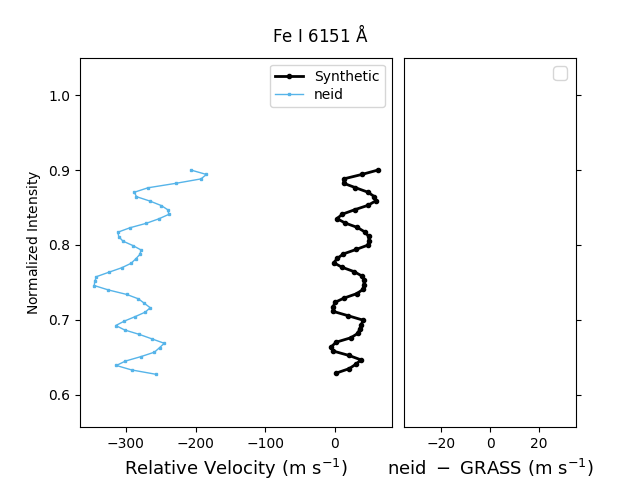 Fe I 6151 Å
Synthetic
neid
1.0
0.9
0.8
0.7
0.6
Normalized Intensity
−300 −200 −100 0
−20 0 20
Relative Velocity (m s⁻¹)
neid − GRASS (m s⁻¹)